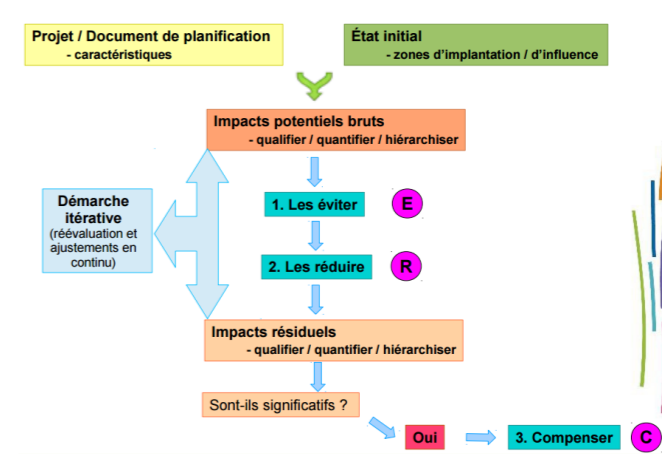 Projet / Document de planification
- caractéristiques
État initial
- zones d'implantation / d'influence
Impacts potentiels bruts
- qualifier / quantifier / hiérarchiser
Démarche
itérative
(réévaluation et
ajustements en
continu)
1. Les éviter
E
2. Les réduire
R
Impacts résiduels
- qualifier / quantifier / hiérarchiser
Sont-ils significatifs ?
Oui
3. Compenser
C